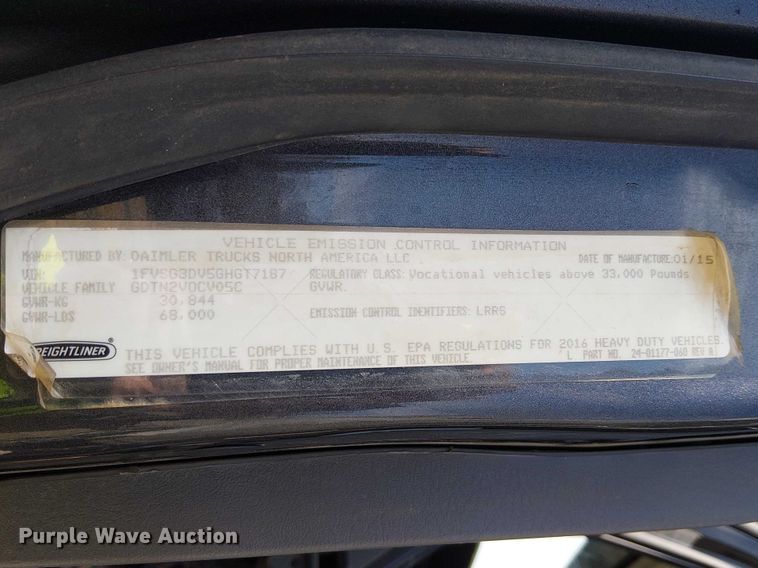 VEHICLE EMISSION CONTROL INFORMATION
MANUFACTURED BY: DAIMLER TRUCKS NORTH AMERICA LLC DATE OF MANUFACTURE: 01/15
VIN: 1FVSG3DV5GHGT7187 REGULATORY CLASS: Vocational vehicles above 33,000 Pounds
VEHICLE FAMILY GDTN2VOCV05C GVWR.
GVWR-KG 30,844
GVWR-LBS 68,000 EMISSION CONTROL IDENTIFIERS: LRRS
FREIGHTLINER THIS VEHICLE COMPLIES WITH U.S. EPA REGULATIONS FOR 2016 HEAVY DUTY VEHICLES.
SEE OWNER'S MANUAL FOR PROPER MAINTENANCE OF THIS VEHICLE. L PART NO. 24-01177-060 REV A
Purple Wave Auction